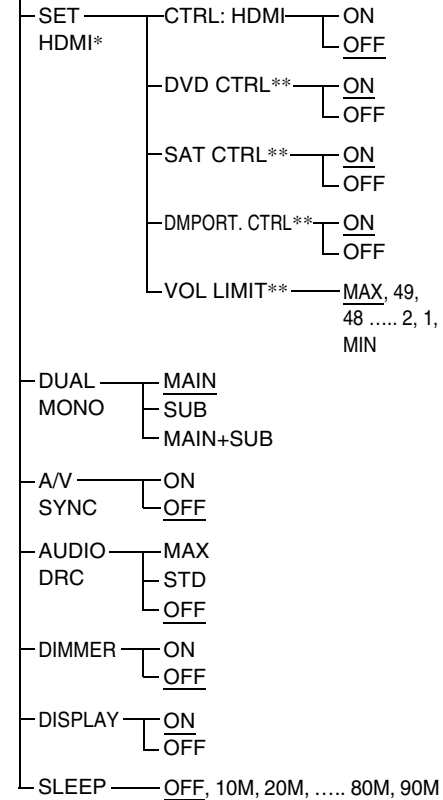 SET HDMI*
CTRL: HDMI
ON
OFF
DVD CTRL**
ON
OFF
SAT CTRL**
ON
OFF
DMPORT. CTRL**
ON
OFF
VOL LIMIT**
MAX, 49,
48 ..... 2, 1,
MIN
DUAL MONO
MAIN
SUB
MAIN+SUB
A/V SYNC
ON
OFF
AUDIO DRC
MAX
STD
OFF
DIMMER
ON
OFF
DISPLAY
ON
OFF
SLEEP
OFF, 10M, 20M, ..... 80M, 90M